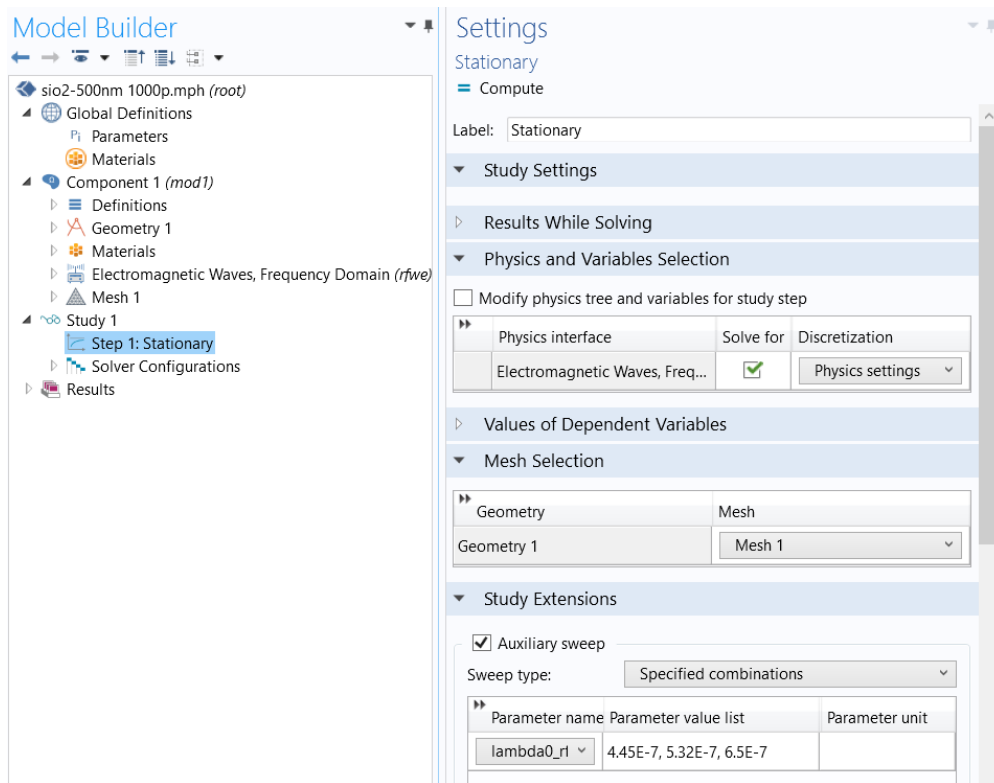 Model Builder
sio2-500nm 1000p.mph (root)
Global Definitions
Pi Parameters
Materials
Component 1 (mod1)
Definitions
Geometry 1
Materials
Electromagnetic Waves, Frequency Domain (rfwe)
Mesh 1
Study 1
Step 1: Stationary
Solver Configurations
Results
Settings
Stationary
= Compute
Label: Stationary
Study Settings
Results While Solving
Physics and Variables Selection
Modify physics tree and variables for study step
Physics interface Solve for Discretization
Electromagnetic Waves, Freq... Physics settings
Values of Dependent Variables
Mesh Selection
Geometry Mesh
Geometry 1 Mesh 1
Study Extensions
Auxiliary sweep
Sweep type: Specified combinations
Parameter name Parameter value list Parameter unit
lambda0_rf 4.45E-7, 5.32E-7, 6.5E-7